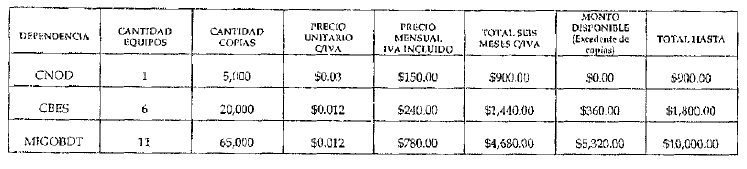 DEPENDENCIA | CANTIDAD EQUIPOS | CANTIDAD COPIAS | PRECIO UNITARIO C/IVA | PRECIO MENSUAL IVA INCLUIDO | TOTAL SEIS MESES C/IVA | MONTO DISPONIBLE (Excedente de copias) | TOTAL HASTA
CNOD | 1 | 5,000 | $0.03 | $150.00 | $900.00 | $0.00 | $900.00
CBES | 6 | 20,000 | $0.012 | $240.00 | $1,440.00 | $360.00 | $1,800.00
MIGOBDT | 11 | 65,000 | $0.012 | $780.00 | $4,680.00 | $5,320.00 | $10,000.00